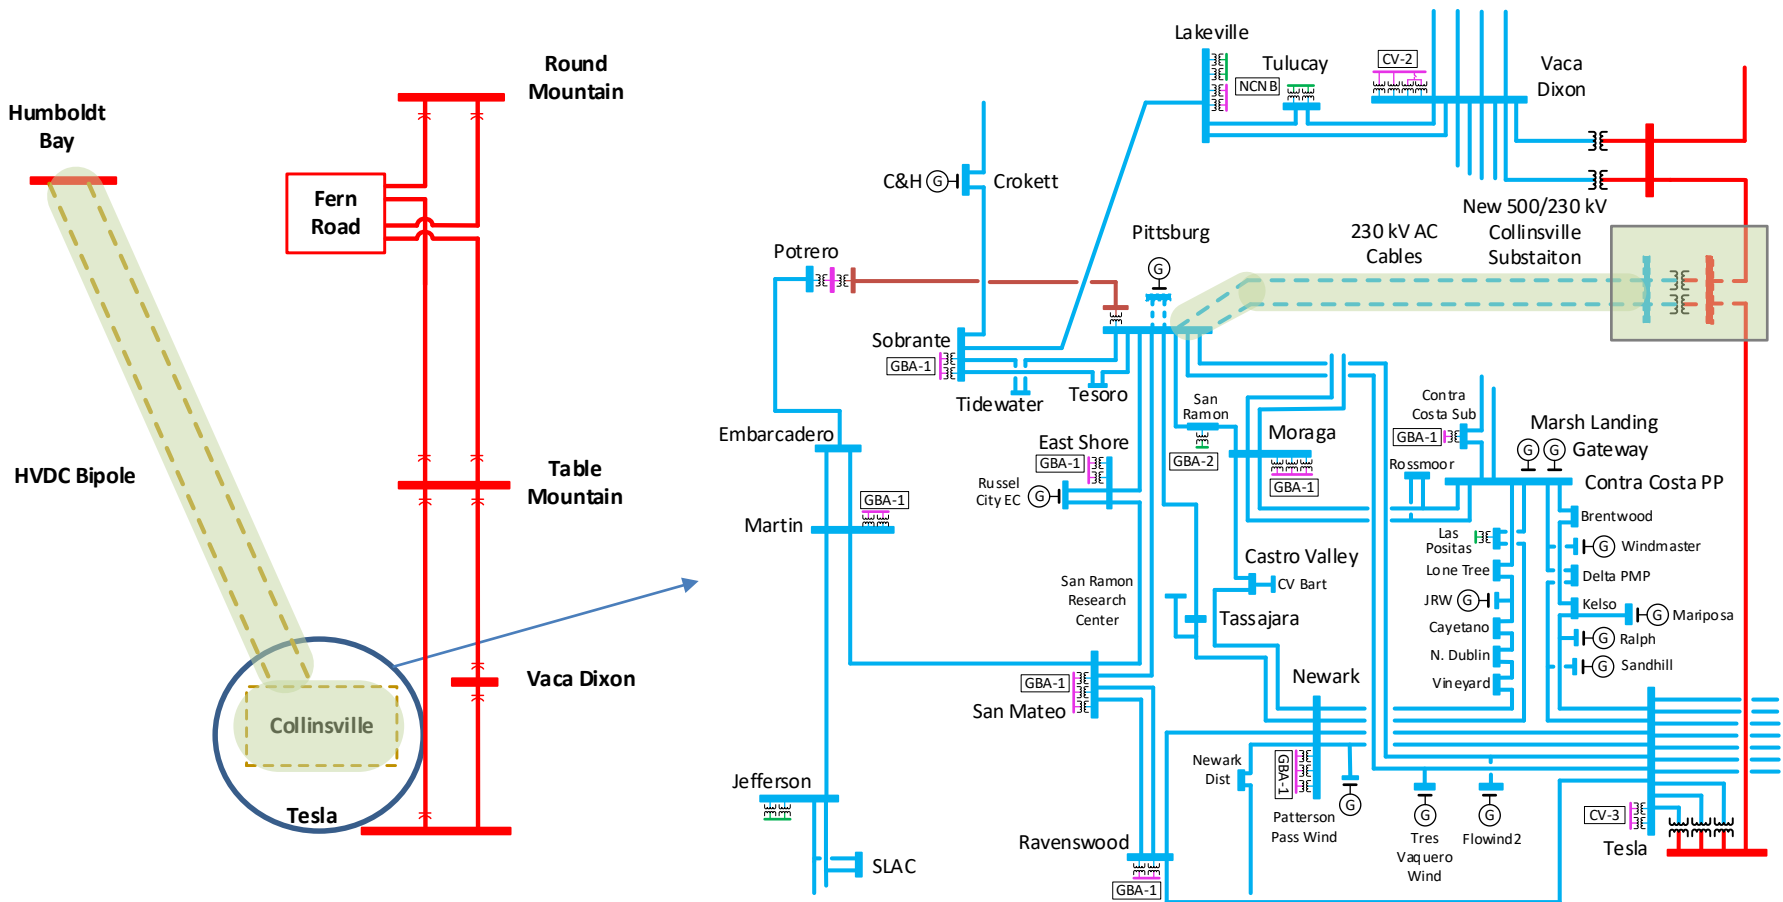 Round
Mountain
Humboldt
Bay
Fern
Road
HVDC Bipole
Table
Mountain
Vaca Dixon
Collinsville
Tesla
Lakeville
Tulucay
NCNB
CV-2
Vaca
Dixon
C&H
G
Crokett
New 500/230 kV
Collinsville
Substaiton
230 kV AC
Cables
Pittsburg
G
Potrero
Sobrante
GBA-1
Tidewater
Tesoro
San
Ramon
GBA-2
Moraga
GBA-1
Contra
Costa Sub
GBA-1
Marsh Landing
G
G
Gateway
Rossmoor
Contra Costa PP
Embarcadero
East Shore
GBA-1
Russel
City EC
G
GBA-1
Martin
Brentwood
Las
Positas
G
Windmaster
Castro Valley
CV Bart
Lone Tree
Delta PMP
San Ramon
Research
Center
JRW
G
Kelso
G
Mariposa
Tassajara
Cayetano
G
Ralph
N. Dublin
G
Sandhill
Vineyard
GBA-1
San Mateo
Newark
Newark
Dist
GBA-1
G
Patterson
Pass Wind
Jefferson
G
Tres
Vaquero
Wind
G
Flowind2
CV-3
Tesla
Ravenswood
GBA-1
SLAC